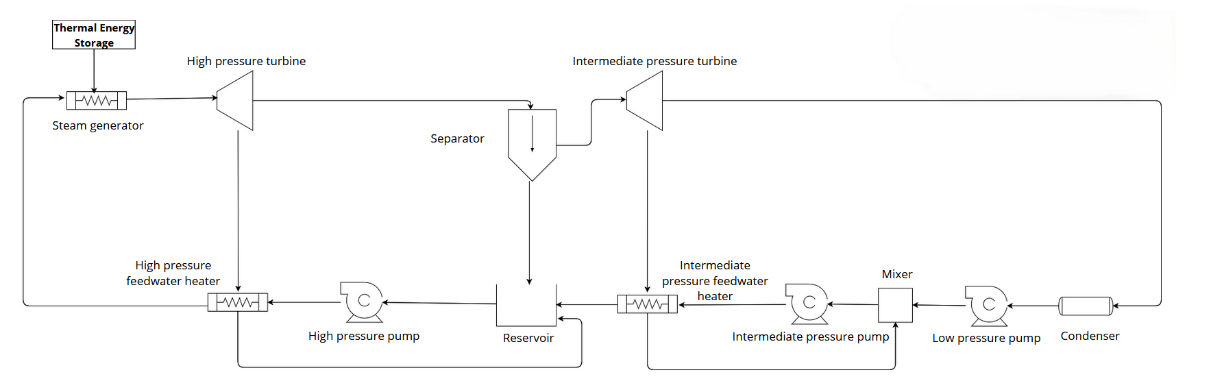 Thermal Energy
Storage
High pressure turbine
Intermediate pressure turbine
Steam generator
Separator
High pressure
feedwater heater
Intermediate
pressure feedwater
heater
Mixer
C
C
C
High pressure pump
Reservoir
Intermediate pressure pump
Low pressure pump
Condenser